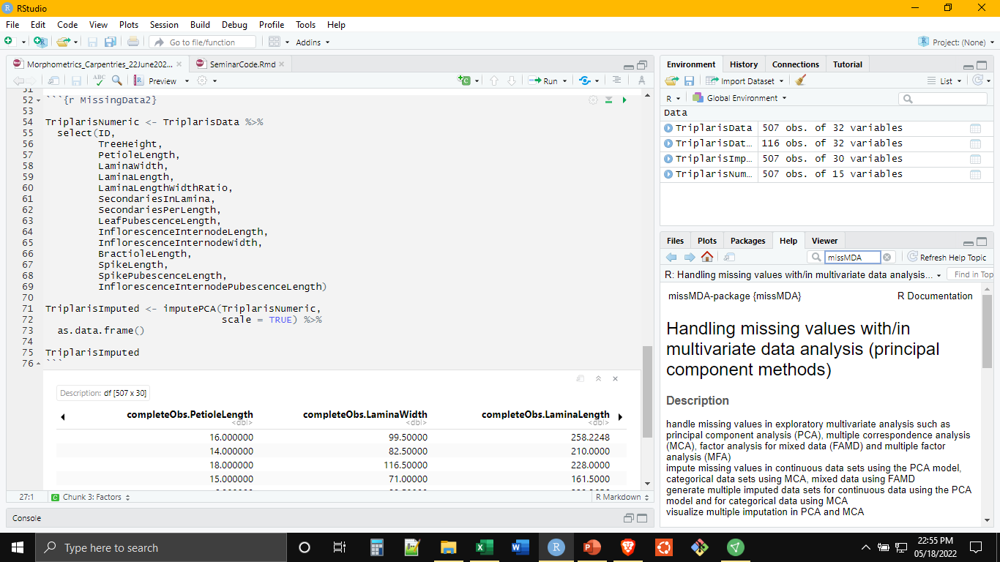 RStudio
File Edit Code View Plots Session Build Debug Profile Tools Help
Go to file/function Addins Project: (None)
Morphometrics_Carpentries_22June202... SeminarCode.Rmd
ABC Preview Run
51
52 ```{r MissingData2}
53
54 TriplarisNumeric <- TriplarisData %>%
55 select(ID,
56 TreeHeight,
57 PetioleLength,
58 LaminaWidth,
59 LaminaLength,
60 LaminaLengthWidthRatio,
61 SecondariesInLamina,
62 SecondariesPerLength,
63 LeafPubescenceLength,
64 InflorescenceInternodeLength,
65 InflorescenceInternodeWidth,
66 BractioleLength,
67 SpikeLength,
68 SpikePubescenceLength,
69 InflorescenceInternodePubescenceLength)
70
71 TriplarisImputed <- imputePCA(TriplarisNumeric,
72 scale = TRUE) %>%
73 as.data.frame()
74
75 TriplarisImputed
76 ```
Description: df [507 x 30]
completeObs.PetioleLength completeObs.LaminaWidth completeObs.LaminaLength
<dbl> <dbl> <dbl>
16.000000 99.50000 258.2248
14.000000 82.50000 210.0000
18.000000 116.50000 228.0000
15.000000 71.00000 161.5000
27:1 Chunk 3: Factors R Markdown
Console
Environment History Connections Tutorial
Import Dataset List
R Global Environment
Data
TriplarisData 507 obs. of 32 variables
TriplarisDat... 116 obs. of 32 variables
TriplarisImp... 507 obs. of 30 variables
TriplarisNum... 507 obs. of 15 variables
Files Plots Packages Help Viewer
missMDA Refresh Help Topic
R: Handling missing values with/in multivariate data analysis... Find in Top
missMDA-package {missMDA} R Documentation
Handling missing values with/in
multivariate data analysis (principal
component methods)
Description
handle missing values in exploratory multivariate analysis such as
principal component analysis (PCA), multiple correspondence analysis
(MCA), factor analysis for mixed data (FAMD) and multiple factor
analysis (MFA)
impute missing values in continuous data sets using the PCA model,
categorical data sets using MCA, mixed data using FAMD
generate multiple imputed data sets for continuous data using the PCA
model and for categorical data using MCA
visualize multiple imputation in PCA and MCA
Type here to search
22:55 PM
05/18/2022